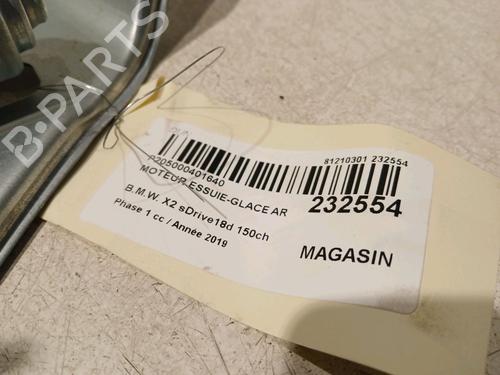 B-PARTS
81210301 232554
P205000401640
MOTEUR ESSUIE-GLACE AR
232554
B.M.W. X2 sDrive18d 150ch
Phase 1 cc / Année 2019
MAGASIN